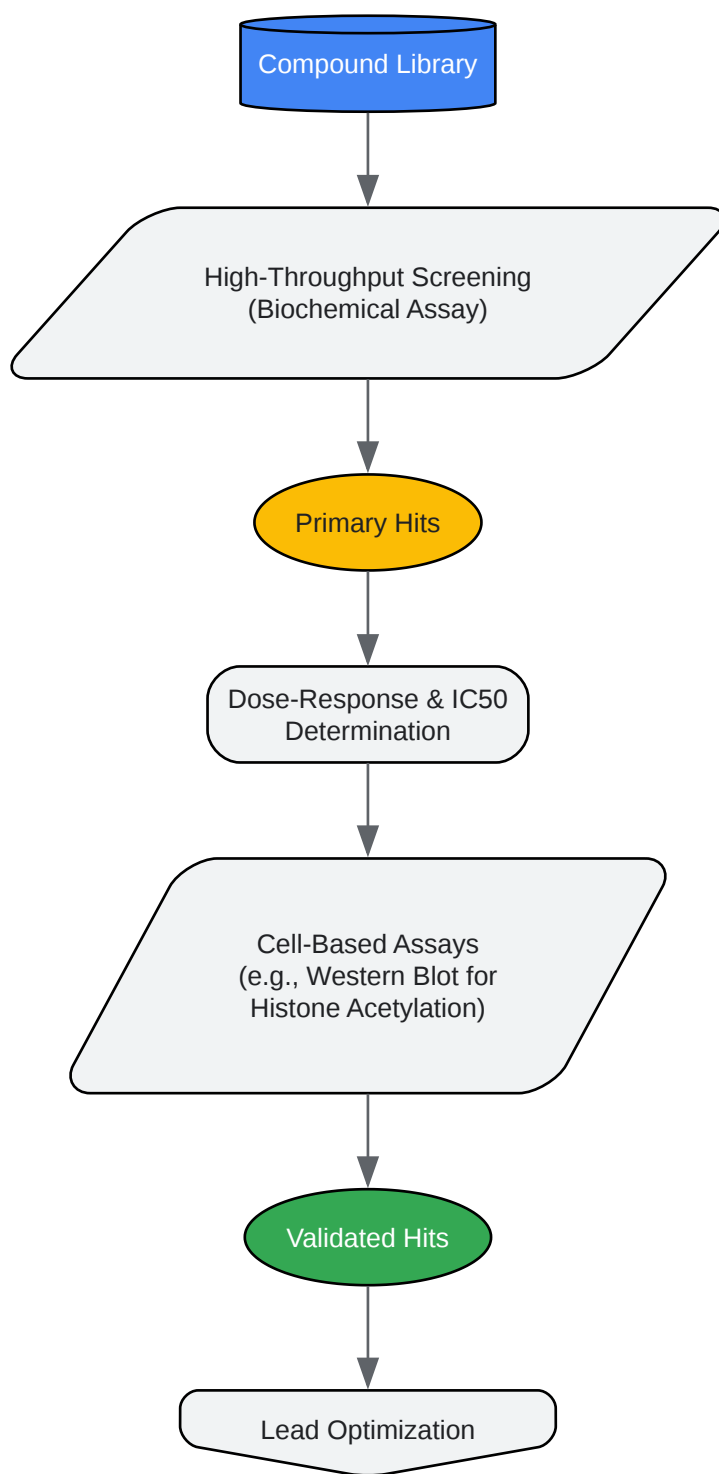 Compound Library
High-Throughput Screening
(Biochemical Assay)
Primary Hits
Dose-Response & IC50
Determination
Cell-Based Assays
(e.g., Western Blot for
Histone Acetylation)
Validated Hits
Lead Optimization